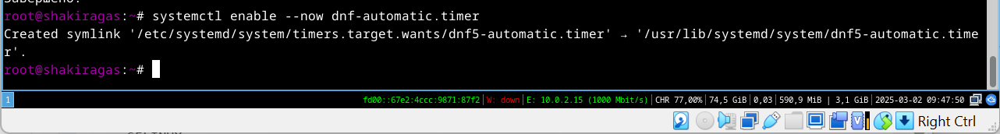 Завершено!
root@shakiragas:~# systemctl enable --now dnf-automatic.timer
Created symlink '/etc/systemd/system/timers.target.wants/dnf5-automatic.timer' → '/usr/lib/systemd/system/dnf5-automatic.time
r'.
root@shakiragas:~#
1 fd00::67e2:4ccc:9871:87f2|W: down|E: 10.0.2.15 (1000 Mbit/s)|CHR 77,00%|74,5 GiB|0,03|590,9 MiB | 3,1 GiB|2025-03-02 09:47:50
Right Ctrl